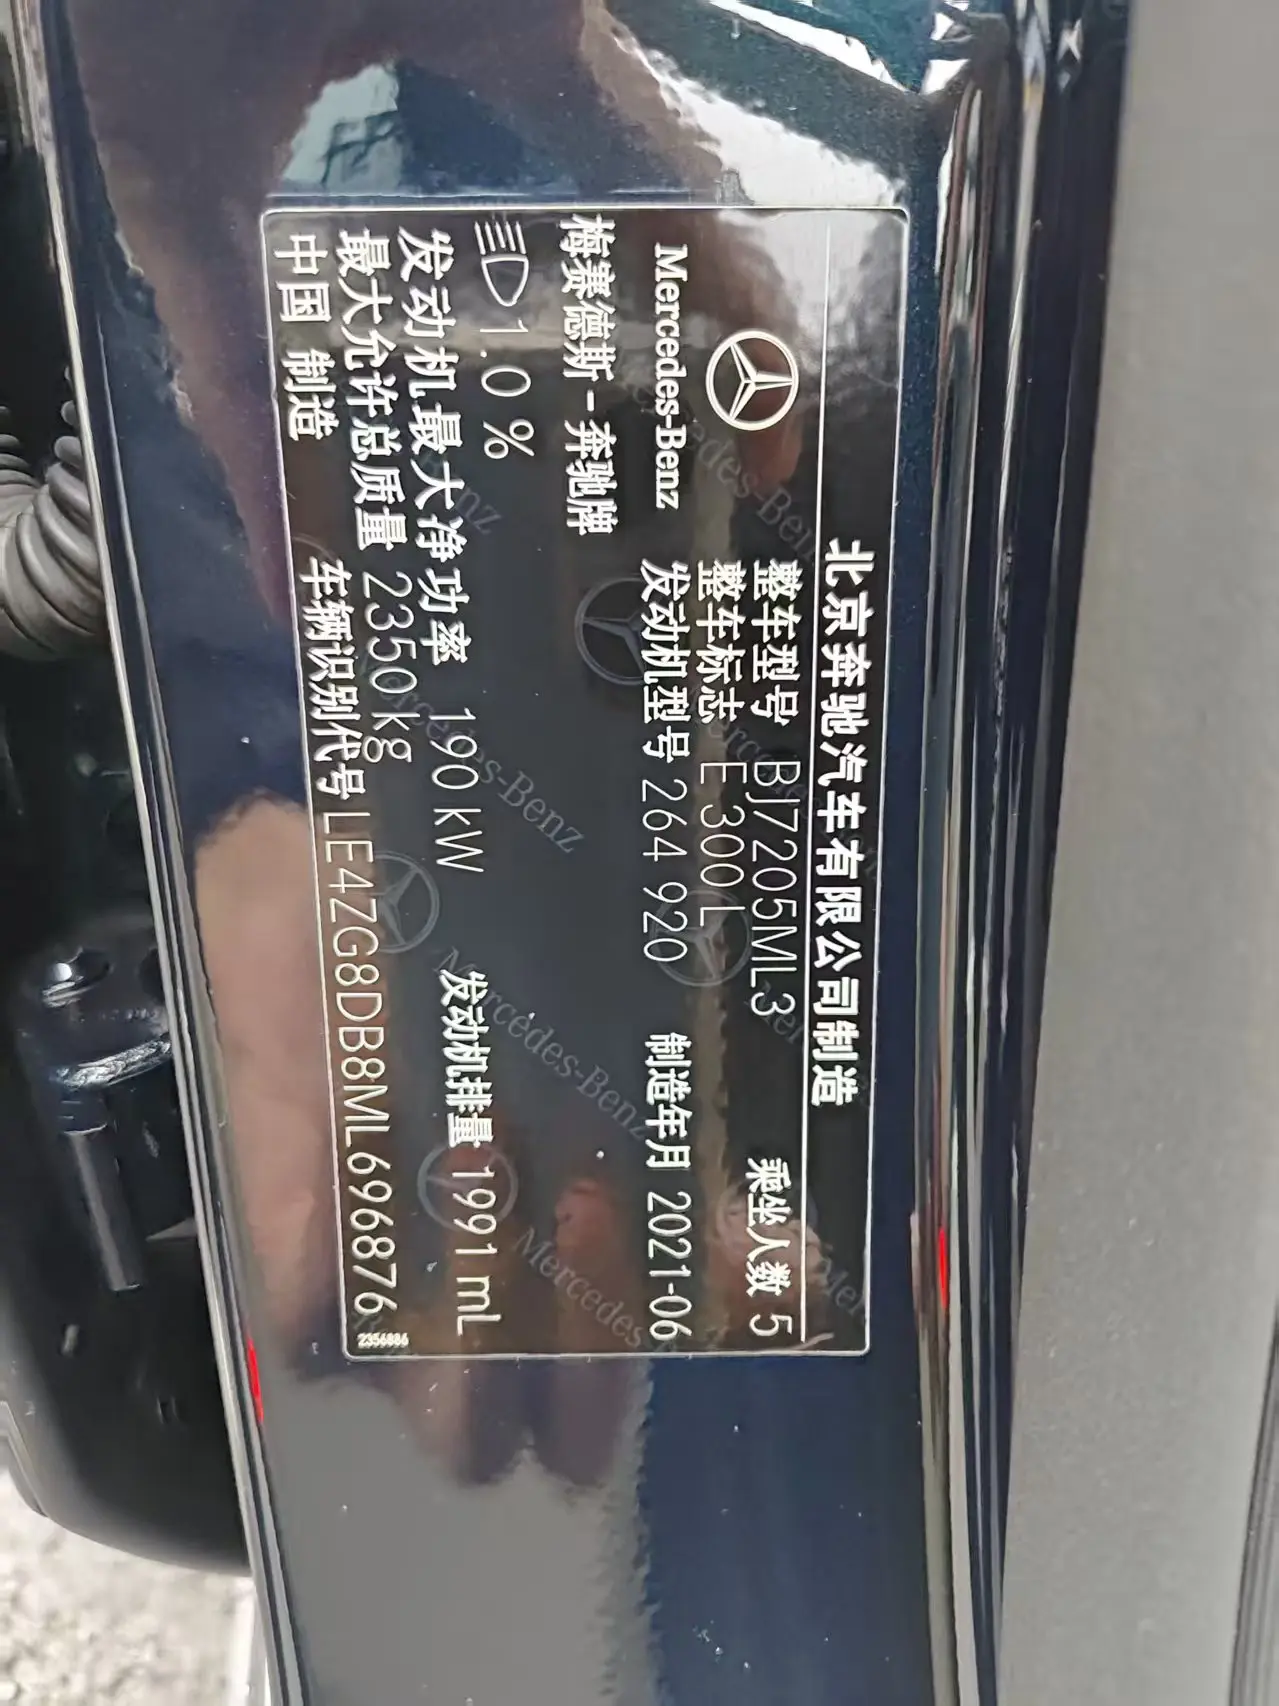 北京奔驰汽车有限公司制造
Mercedes-Benz
整车型号 BJ7205ML3 乘坐人数 5
整车标志 E 300 L
发动机型号 264 920 制造年月 2021-06
梅赛德斯-奔驰牌
1.0 %
发动机最大净功率 190 kW 发动机排量 1991 mL
最大允许总质量 2350 kg
中国 制造 车辆识别代号 LE4ZG8DB8ML696876
2356886